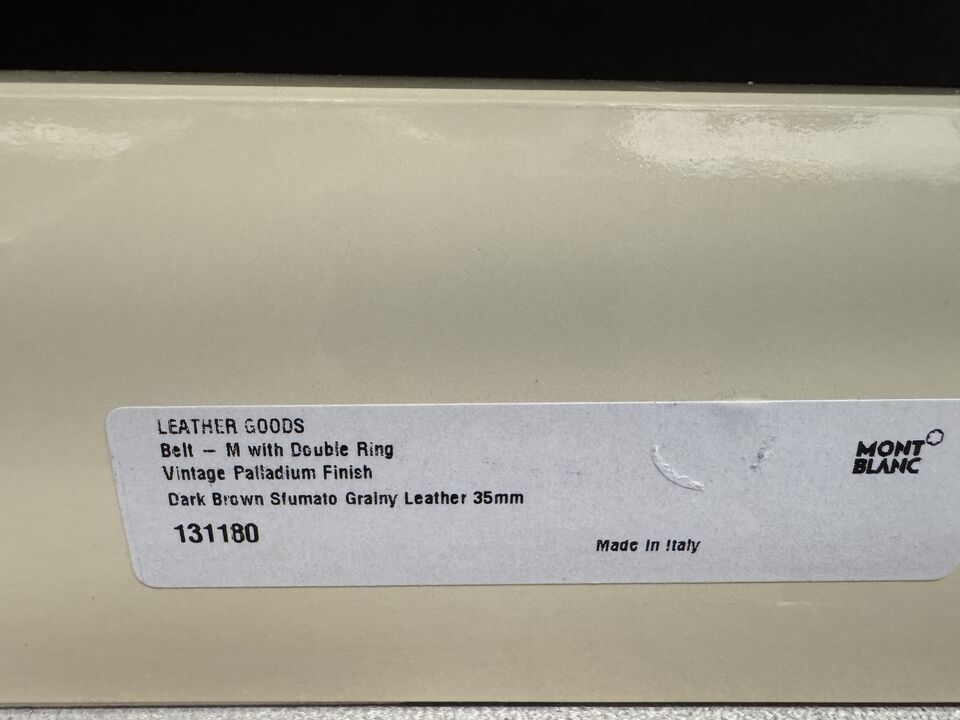 LEATHER GOODS
Belt – M with Double Ring
Vintage Palladium Finish
Dark Brown Sfumato Grainy Leather 35mm
131180
Made in Italy
MONT
BLANC